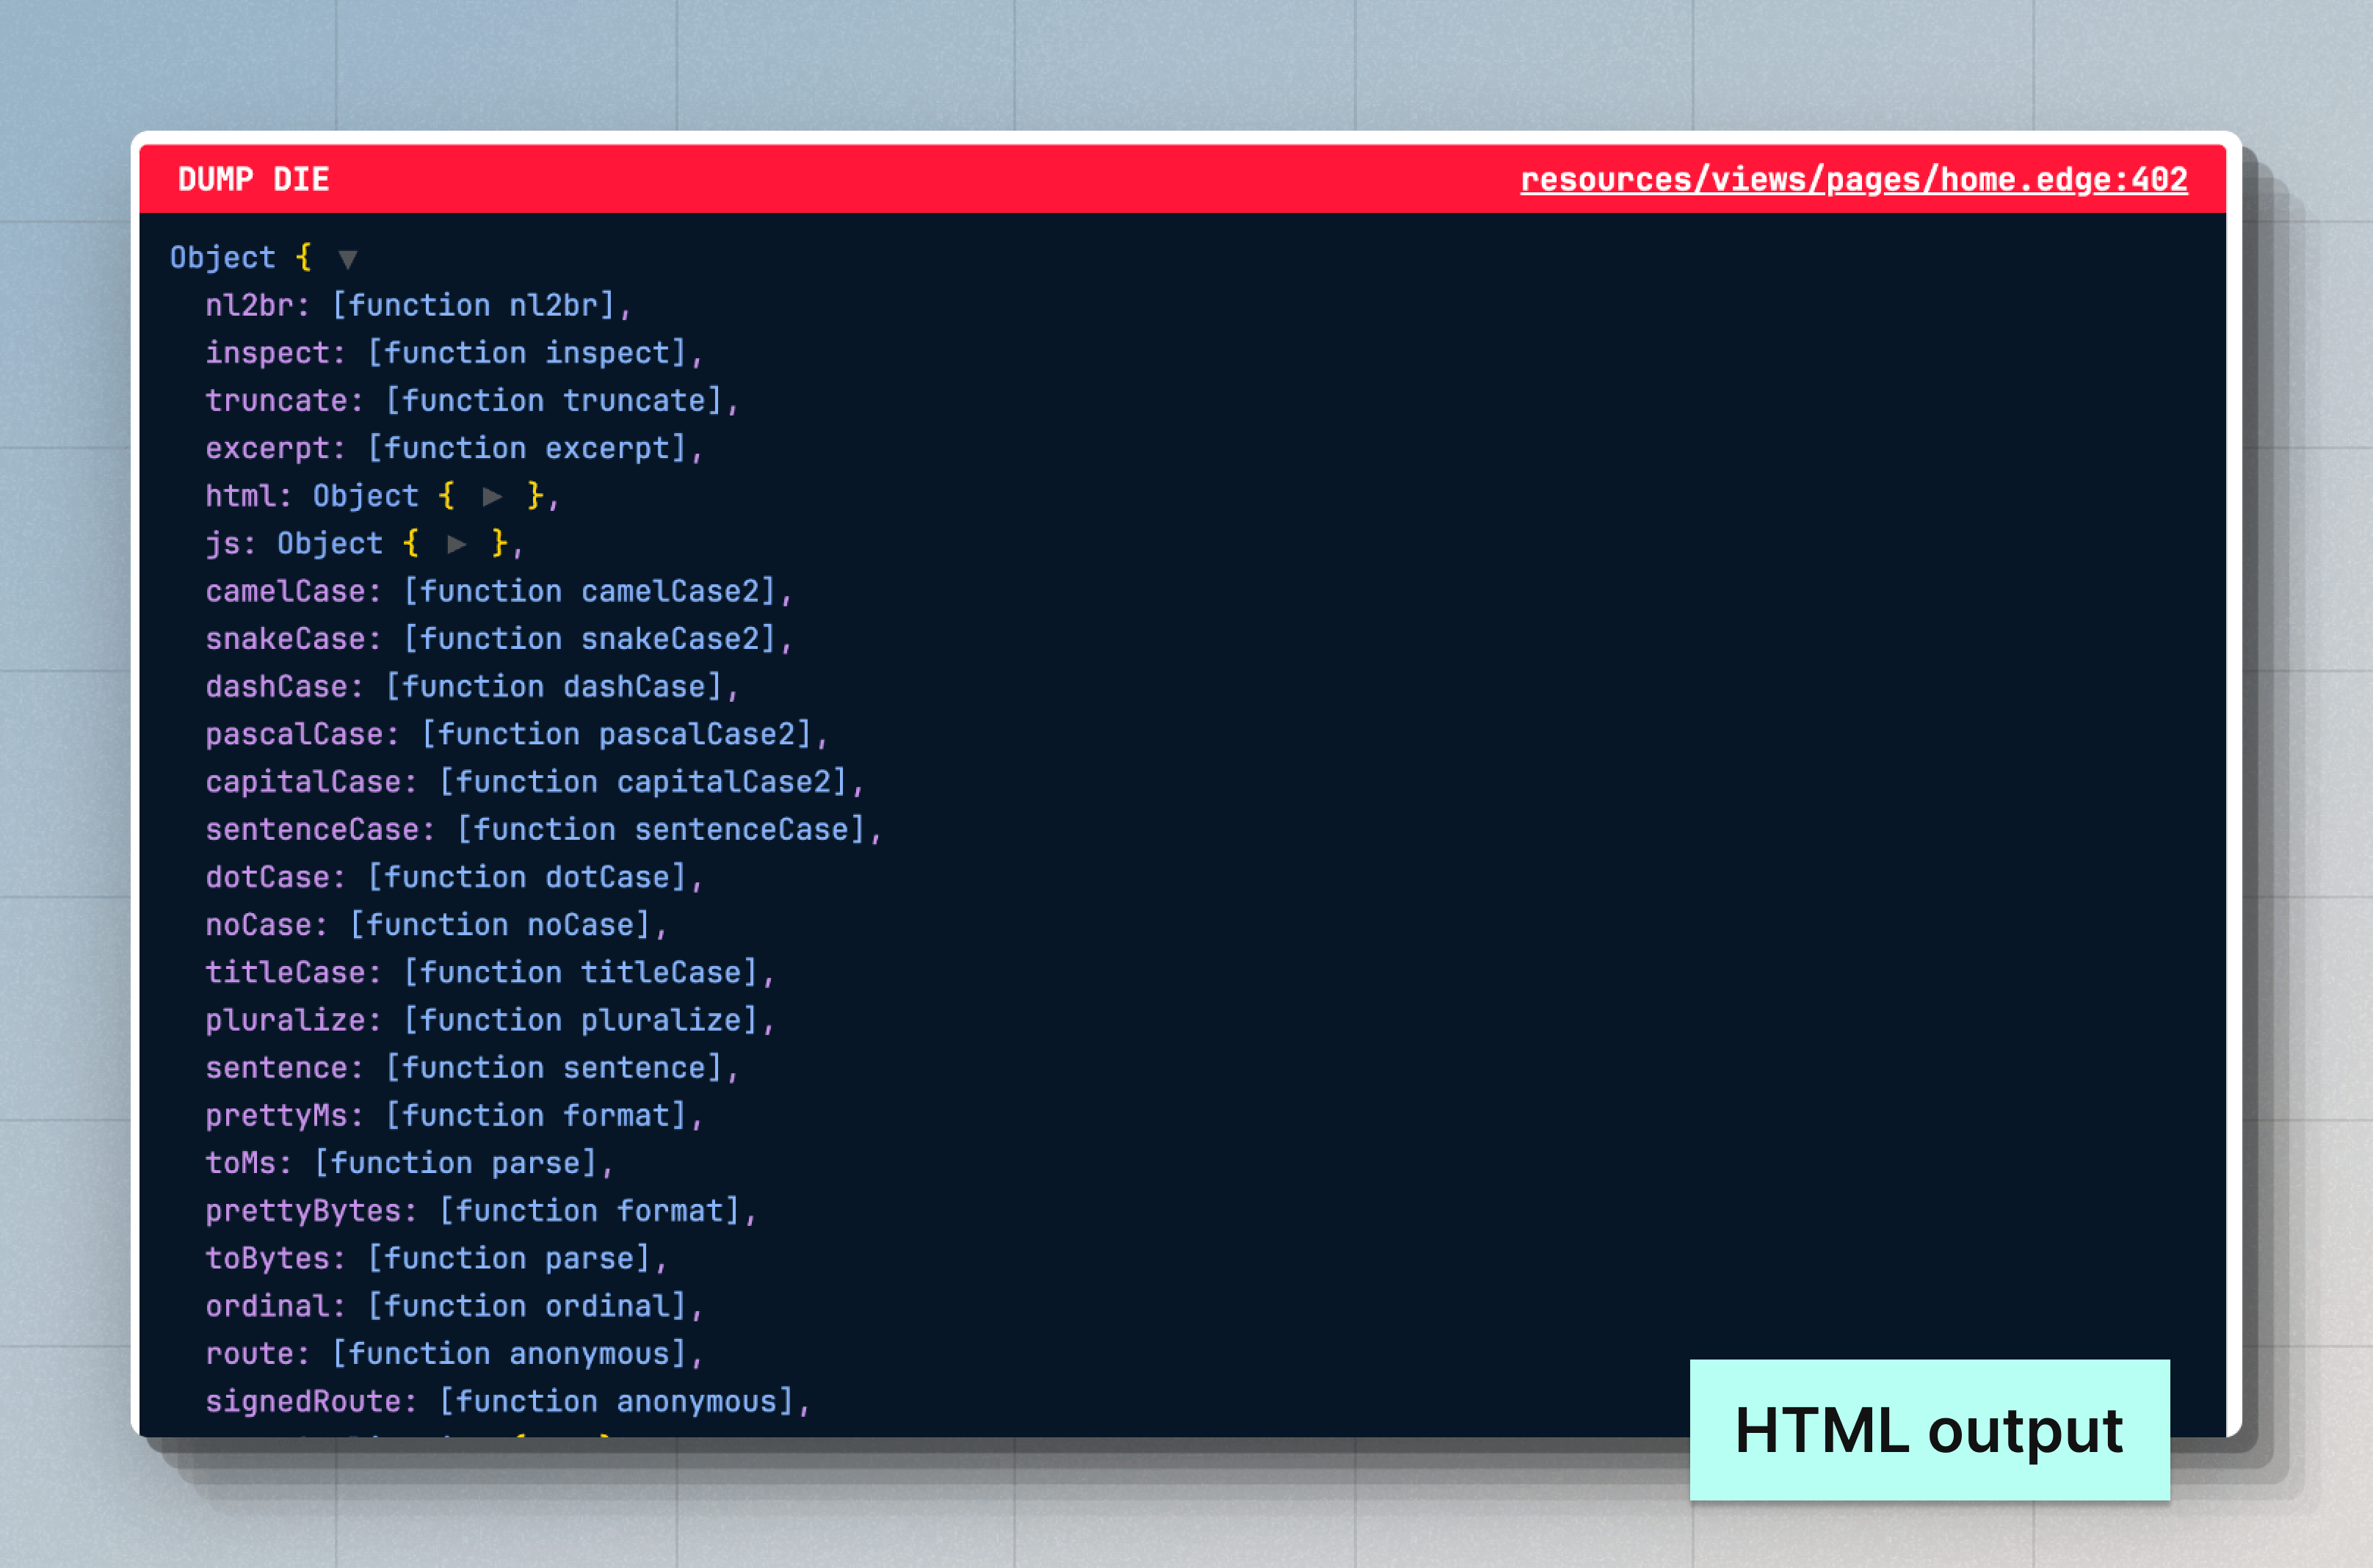 DUMP DIE resources/views/pages/home.edge:402
Object { ▼
nl2br: [function nl2br],
inspect: [function inspect],
truncate: [function truncate],
excerpt: [function excerpt],
html: Object { ▶ },
js: Object { ▶ },
camelCase: [function camelCase2],
snakeCase: [function snakeCase2],
dashCase: [function dashCase],
pascalCase: [function pascalCase2],
capitalCase: [function capitalCase2],
sentenceCase: [function sentenceCase],
dotCase: [function dotCase],
noCase: [function noCase],
titleCase: [function titleCase],
pluralize: [function pluralize],
sentence: [function sentence],
prettyMs: [function format],
toMs: [function parse],
prettyBytes: [function format],
toBytes: [function parse],
ordinal: [function ordinal],
route: [function anonymous],
signedRoute: [function anonymous],
HTML output